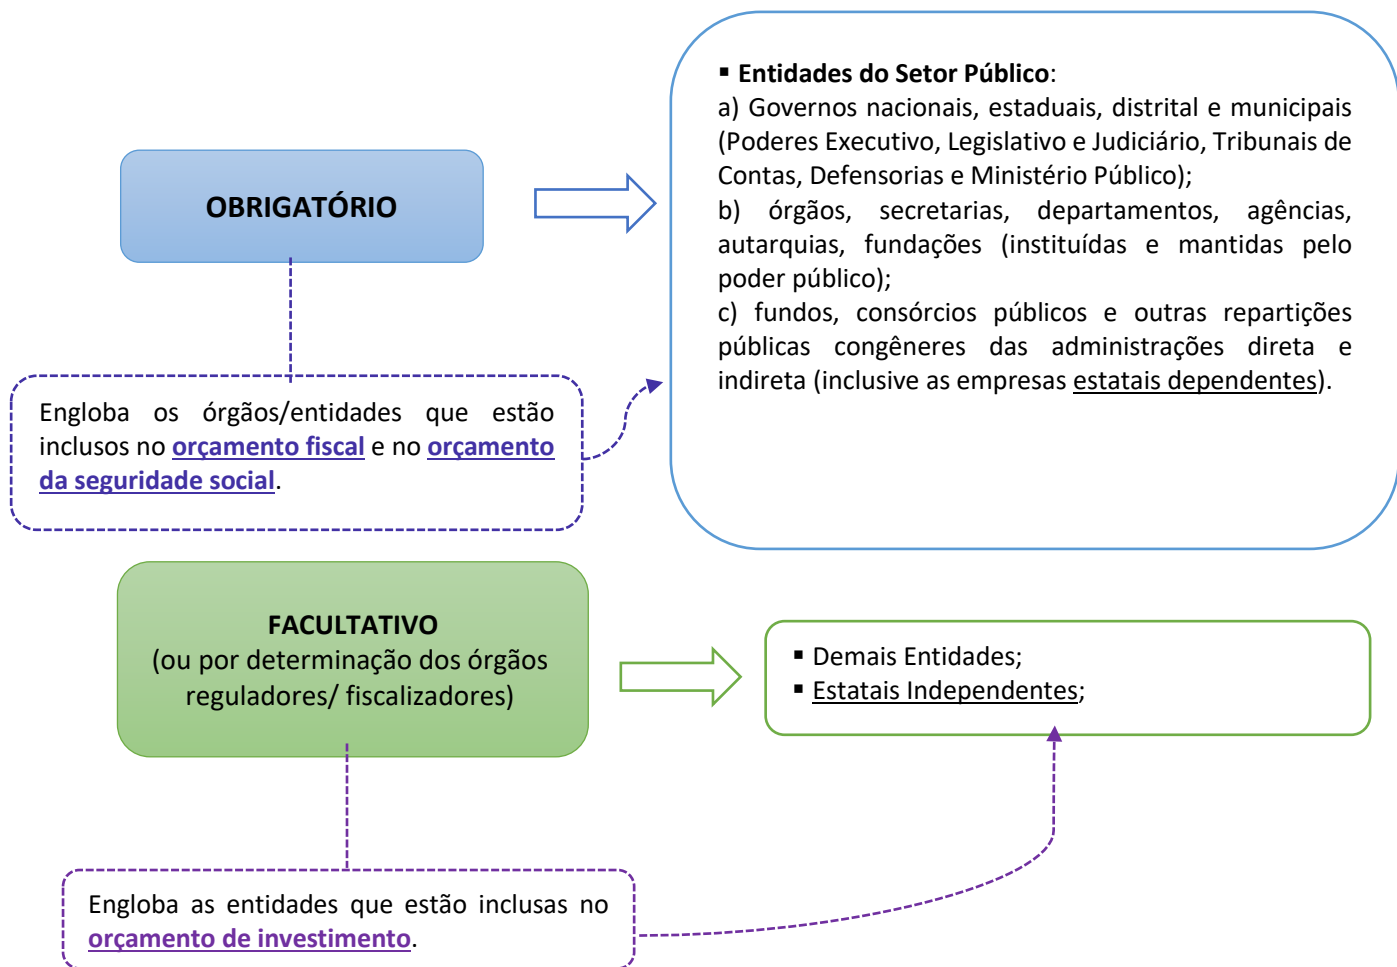 OBRIGATÓRIO
▪ Entidades do Setor Público:
a) Governos nacionais, estaduais, distrital e municipais
(Poderes Executivo, Legislativo e Judiciário, Tribunais de
Contas, Defensorias e Ministério Público);
b) órgãos, secretarias, departamentos, agências,
autarquias, fundações (instituídas e mantidas pelo
poder público);
c) fundos, consórcios públicos e outras repartições
públicas congêneres das administrações direta e
indireta (inclusive as empresas estatais dependentes).
Engloba os órgãos/entidades que estão
inclusos no orçamento fiscal e no orçamento
da seguridade social.
FACULTATIVO
(ou por determinação dos órgãos
reguladores/ fiscalizadores)
▪ Demais Entidades;
▪ Estatais Independentes;
Engloba as entidades que estão inclusas no
orçamento de investimento.